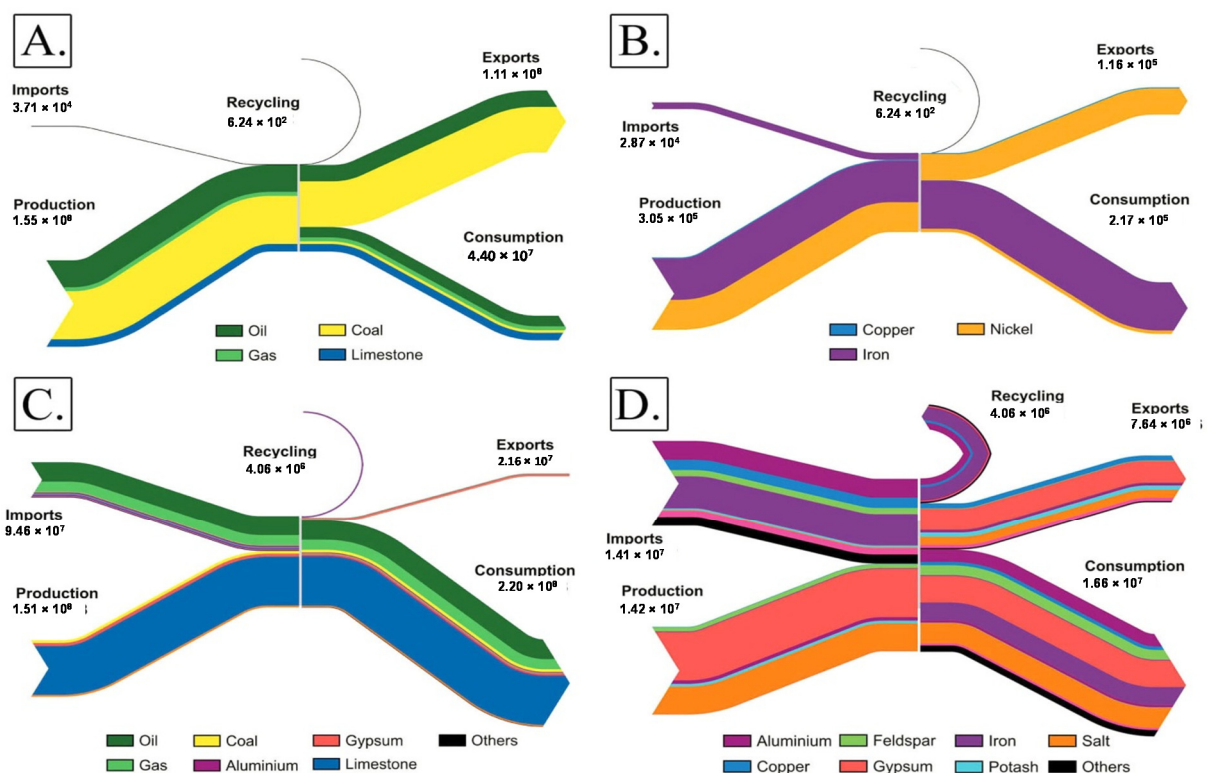 A.
Imports
3.71 × 10⁴
Recycling
6.24 × 10²
Exports
1.11 × 10⁸
Production
1.55 × 10⁸
Consumption
4.40 × 10⁷
Oil
Coal
Gas
Limestone
B.
Imports
2.87 × 10⁴
Recycling
6.24 × 10²
Exports
1.16 × 10⁵
Production
3.05 × 10⁵
Consumption
2.17 × 10⁵
Copper
Nickel
Iron
C.
Recycling
4.06 × 10⁶
Exports
2.16 × 10⁷
Imports
9.46 × 10⁷
Production
1.51 × 10⁸
Consumption
2.20 × 10⁸
Oil
Coal
Gypsum
Others
Gas
Aluminium
Limestone
D.
Recycling
4.06 × 10⁶
Exports
7.64 × 10⁶
Imports
1.41 × 10⁷
Production
1.42 × 10⁷
Consumption
1.66 × 10⁷
Aluminium
Feldspar
Iron
Salt
Copper
Gypsum
Potash
Others